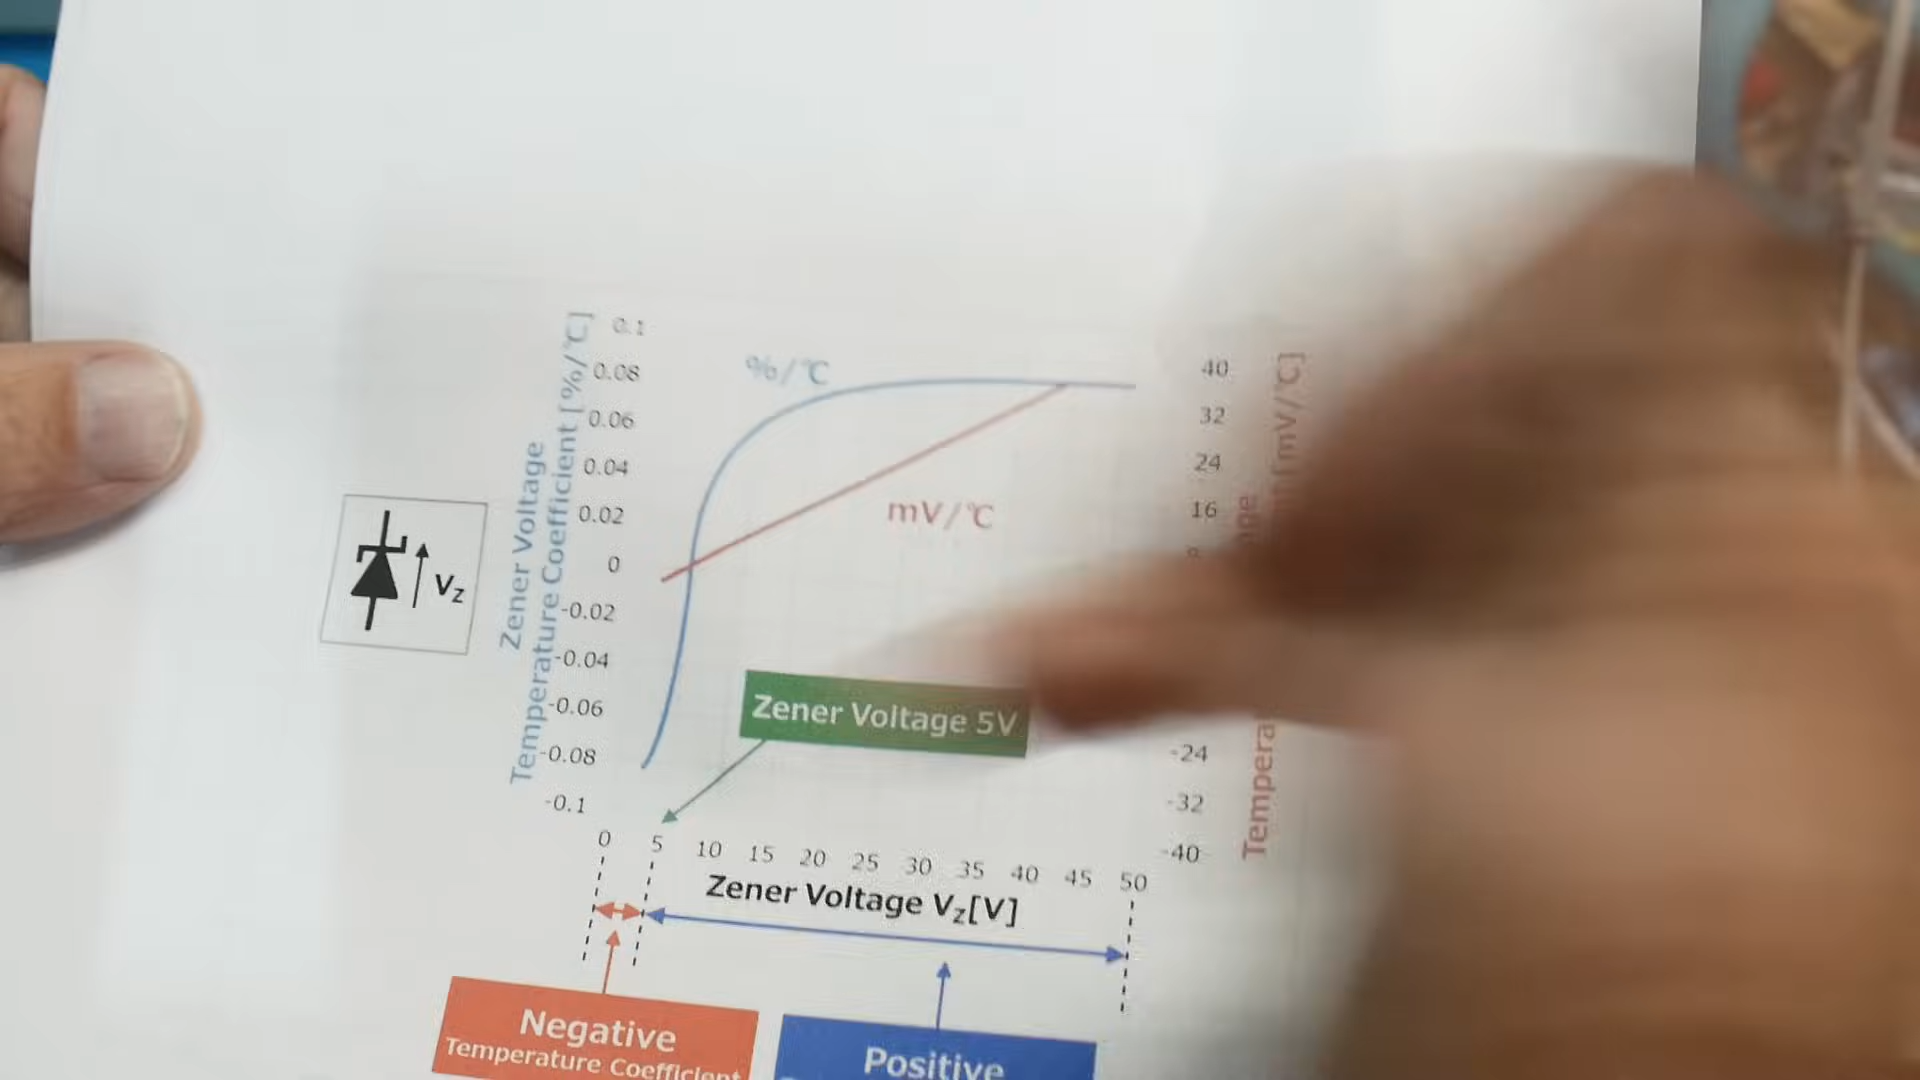 Zener Voltage
Temperature Coefficient [%/℃]
0.1
0.08
0.06
0.04
0.02
0
-0.02
-0.04
-0.06
-0.08
-0.1
%/℃
mV/℃
VZ
Zener Voltage 5V
40
32
24
16
-24
-32
-40
[mV/℃]
0 5 10 15 20 25 30 35 40 45 50
Zener Voltage VZ[V]
Negative
Temperature Coefficient
Positive